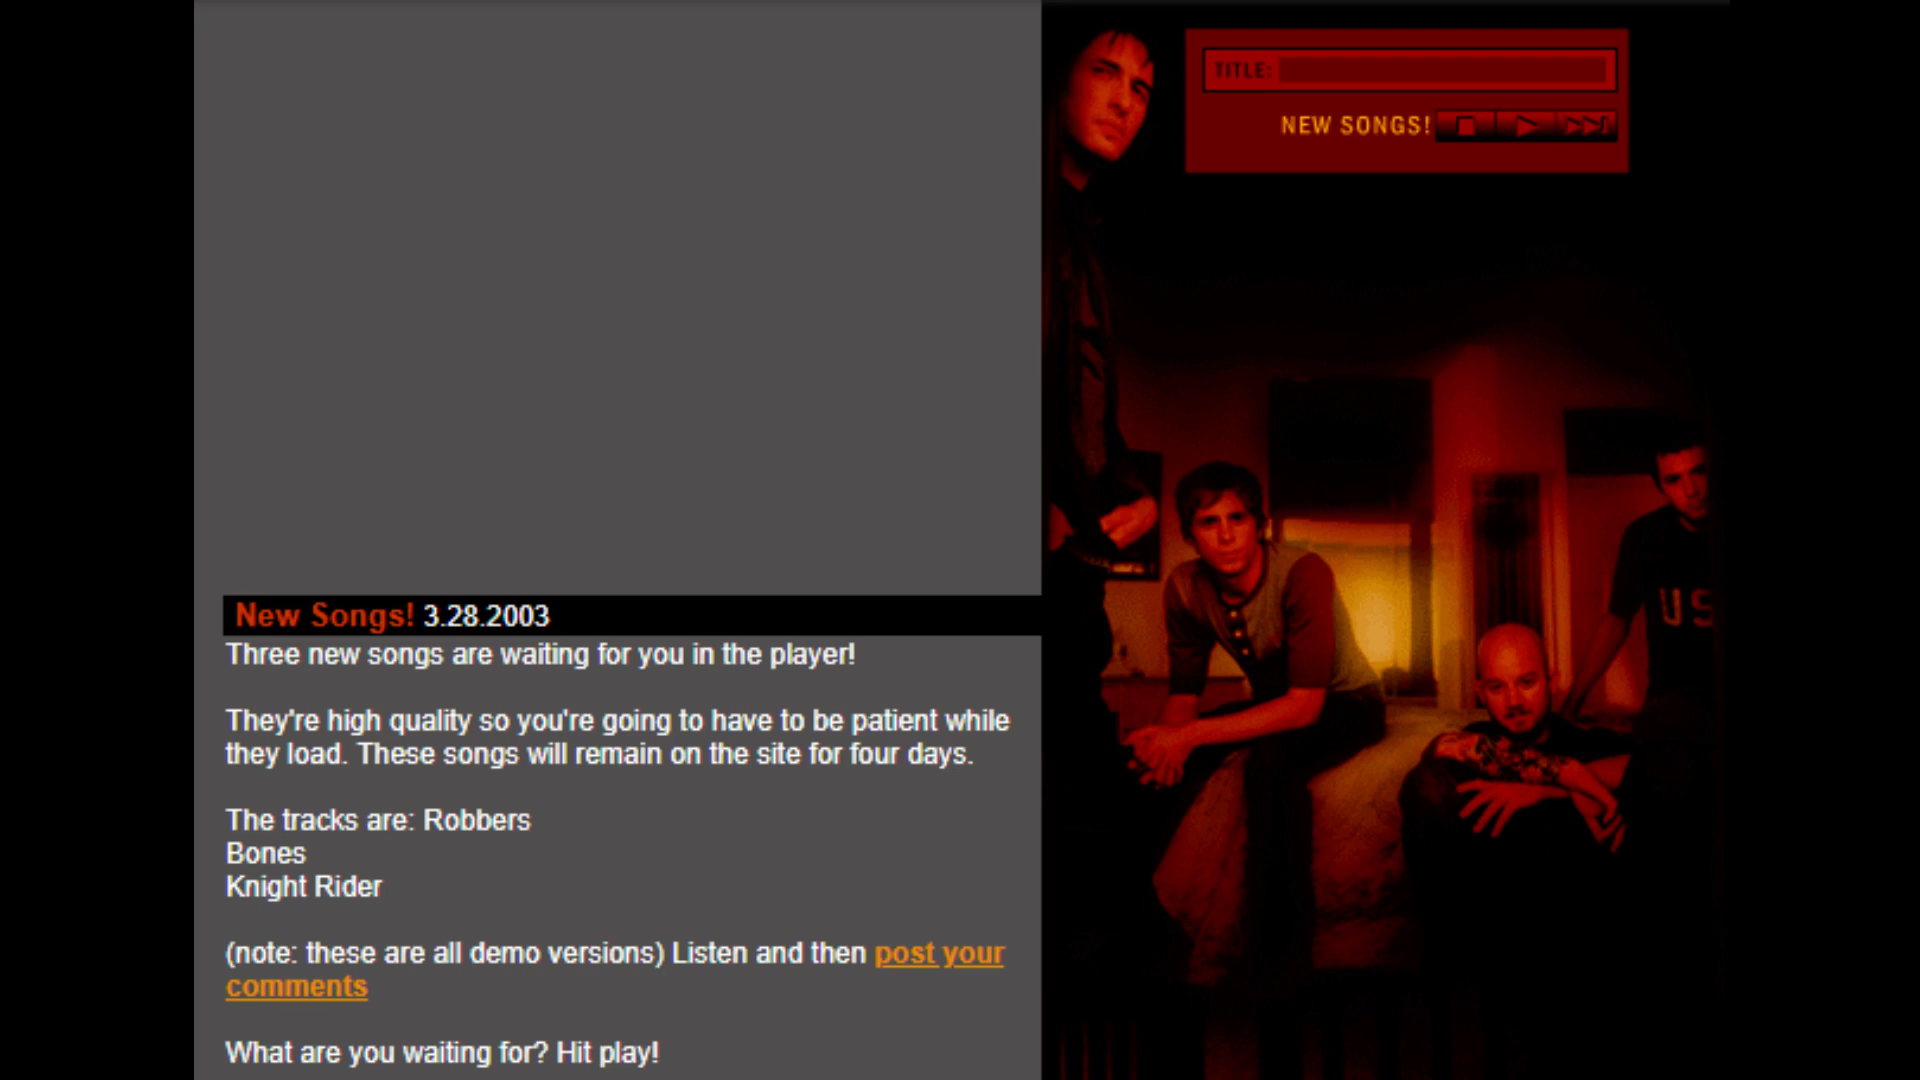 TITLE:
NEW SONGS!
New Songs! 3.28.2003
Three new songs are waiting for you in the player!
They're high quality so you're going to have to be patient while
they load. These songs will remain on the site for four days.
The tracks are: Robbers
Bones
Knight Rider
(note: these are all demo versions) Listen and then post your
comments
What are you waiting for? Hit play!
US